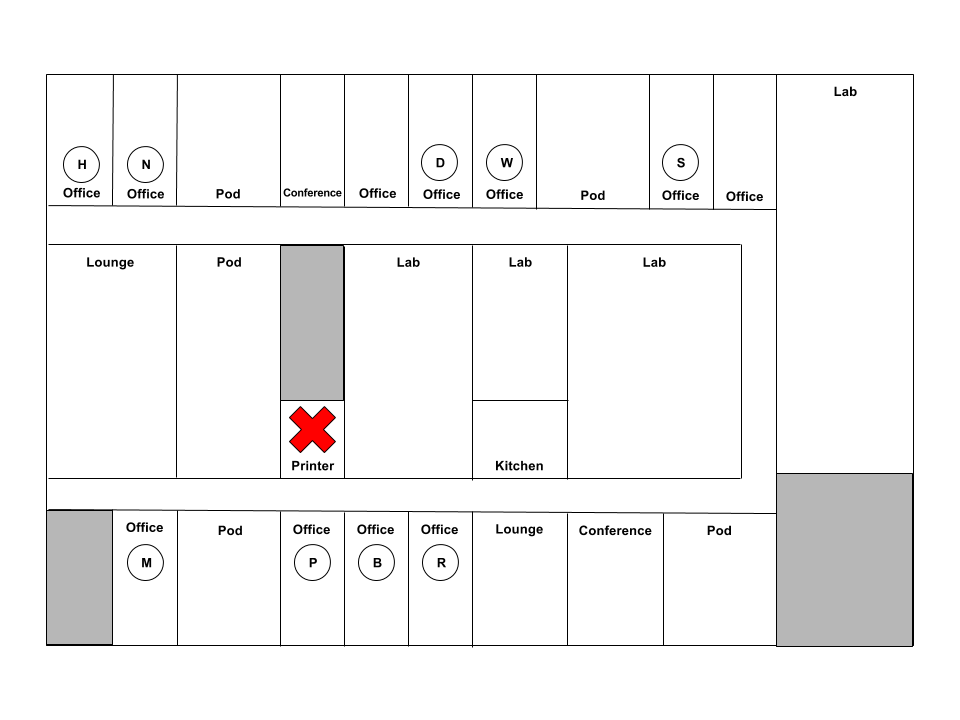 Lab
H
N
D
W
S
Office
Office
Pod
Conference
Office
Office
Office
Pod
Office
Office
Lounge
Pod
Lab
Lab
Lab
Printer
Kitchen
Office
Pod
Office
Office
Office
Lounge
Conference
Pod
M
P
B
R